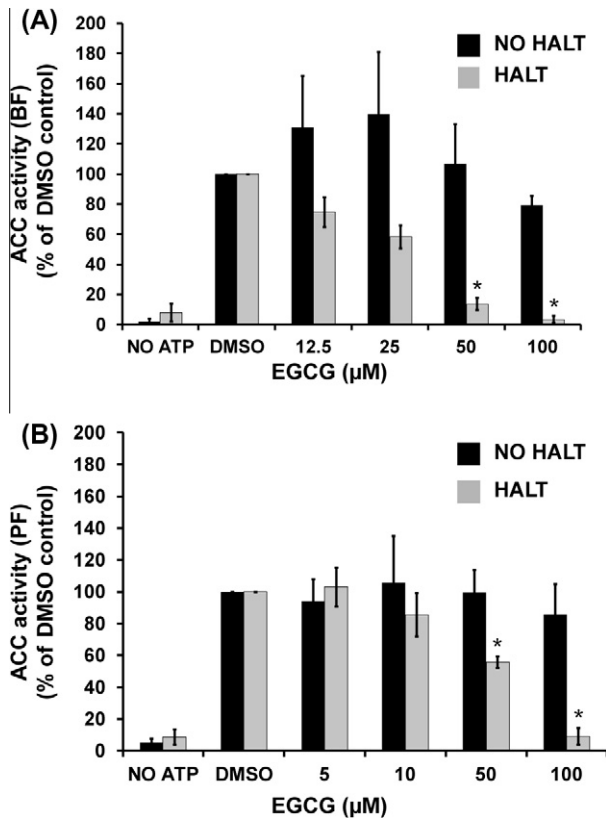 (A)
ACC activity (BF)
(% of DMSO control)
200
180
160
140
120
100
80
60
40
20
0
NO HALT
HALT
* *
NO ATP DMSO 12.5 25 50 100
EGCG (µM)
(B)
ACC activity (PF)
(% of DMSO control)
200
180
160
140
120
100
80
60
40
20
0
NO HALT
HALT
* *
NO ATP DMSO 5 10 50 100
EGCG (µM)